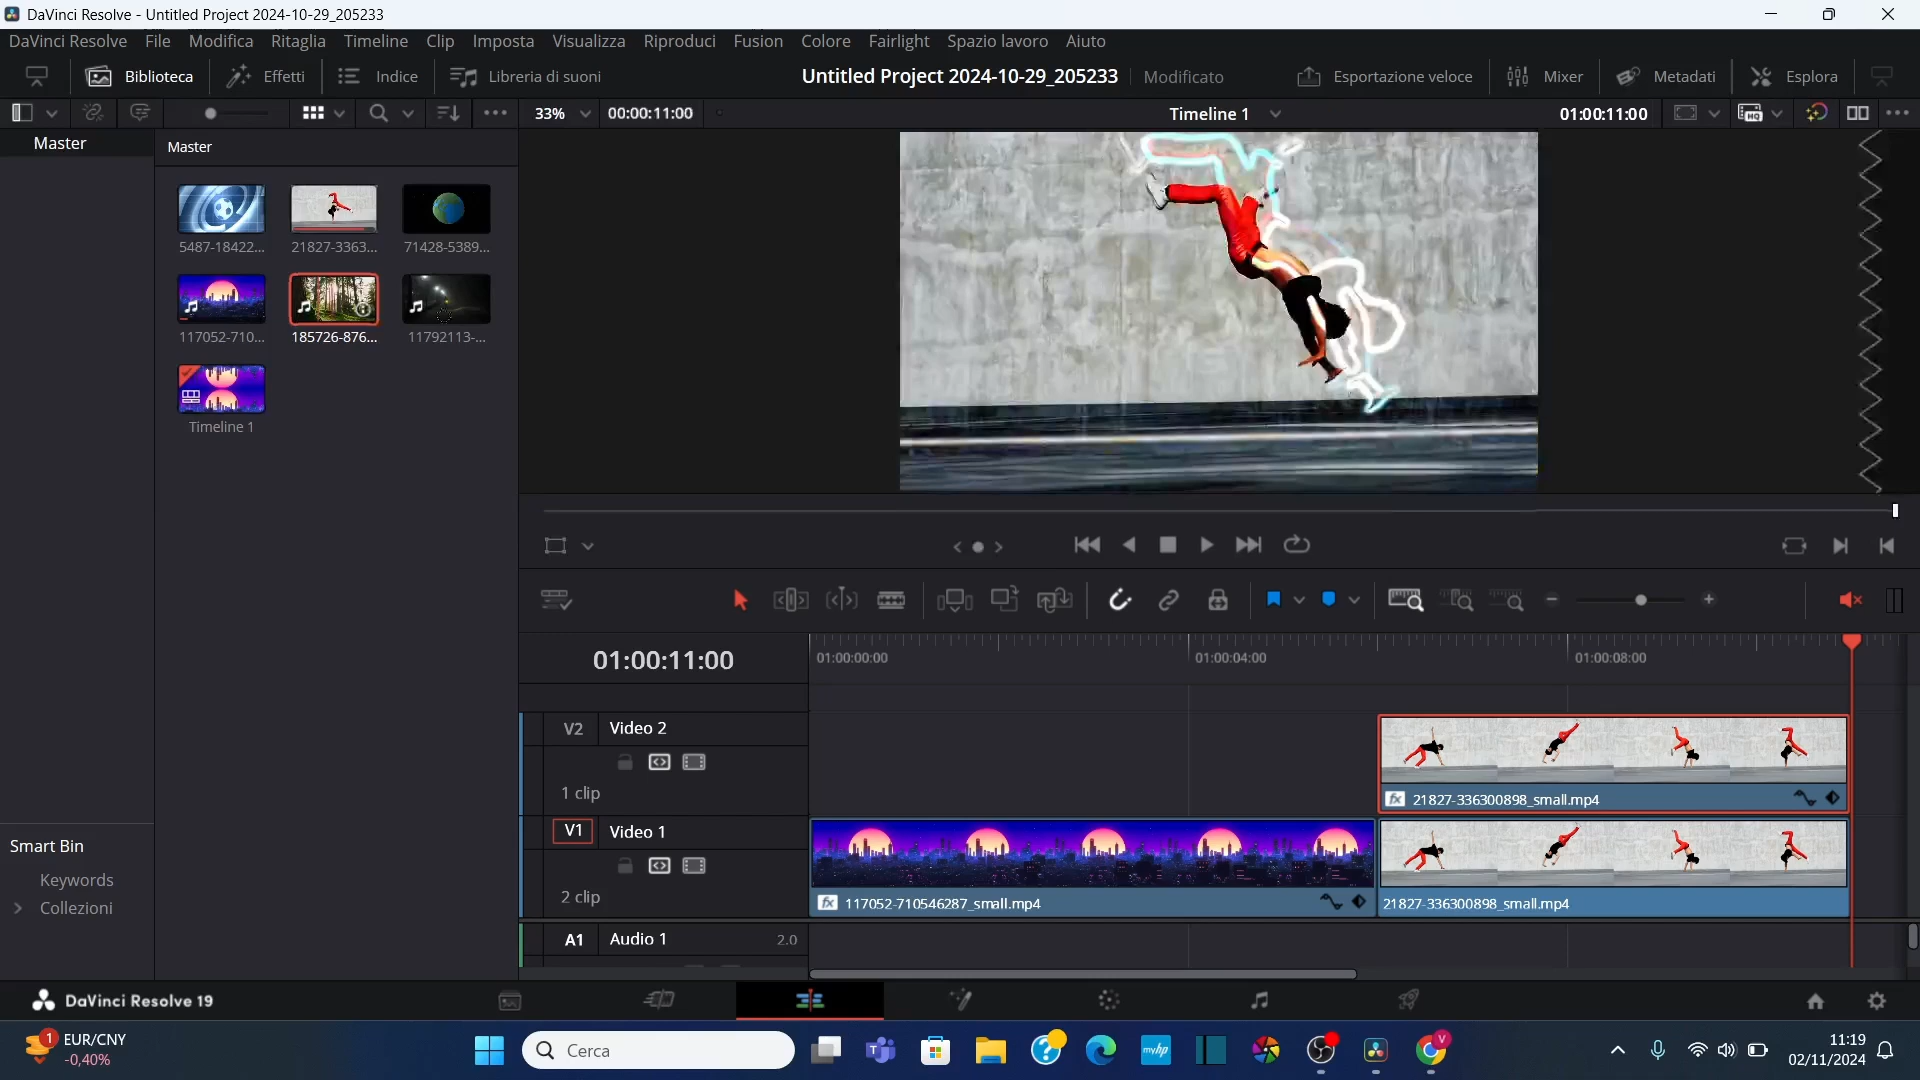 DaVinci Resolve - Untitled Project 2024-10-29_205233
DaVinci Resolve File Modifica Ritaglia Timeline Clip Imposta Visualizza Riproduci Fusion Colore Fairlight Spazio lavoro Aiuto
Biblioteca Effetti Indice Libreria di suoni Untitled Project 2024-10-29_205233 Modificato Esportazione veloce Mixer Metadati Esplora
33% 00:00:11:00 Timeline 1 01:00:11:00 HQ
Master Master
5487-18422... 21827-3363... 71428-5389...
117052-710... 185726-876... 11792113-...
Timeline 1
01:00:11:00 01:00:00:00 01:00:04:00 01:00:08:00
V2 Video 2
1 clip
fx 21827-336300898_small.mp4
V1 Video 1
2 clip
fx 117052-710546287_small.mp4 21827-336300898_small.mp4
A1 Audio 1 2.0
Smart Bin
Keywords
Collezioni
DaVinci Resolve 19
1 EUR/CNY
-0,40%
Cerca
myhp
V
11:19
02/11/2024